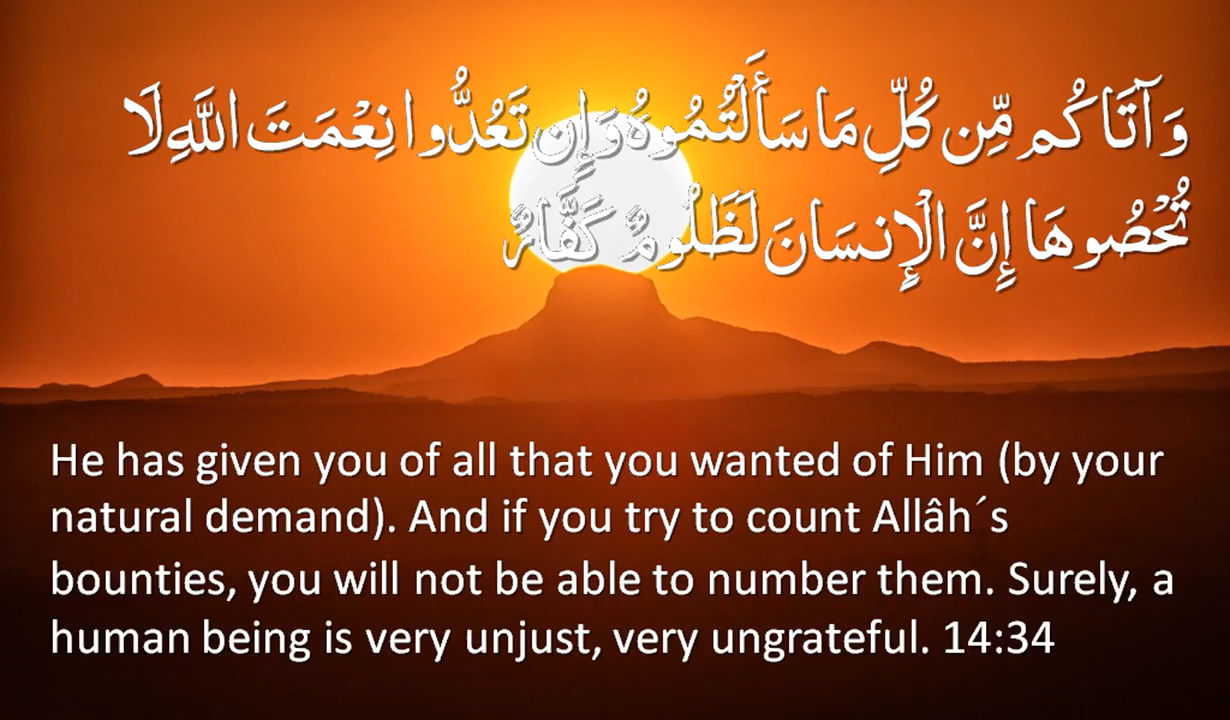 وَآتَاكُم مِّن كُلِّ مَا سَأَلْتُمُوهُ وَإِن تَعُدُّوا نِعْمَتَ اللَّهِ لَا
تُحْصُوهَا إِنَّ الْإِنسَانَ لَظَلُومٌ كَفَّارٌ
He has given you of all that you wanted of Him (by your
natural demand). And if you try to count Allâh´s
bounties, you will not be able to number them. Surely, a
human being is very unjust, very ungrateful. 14:34